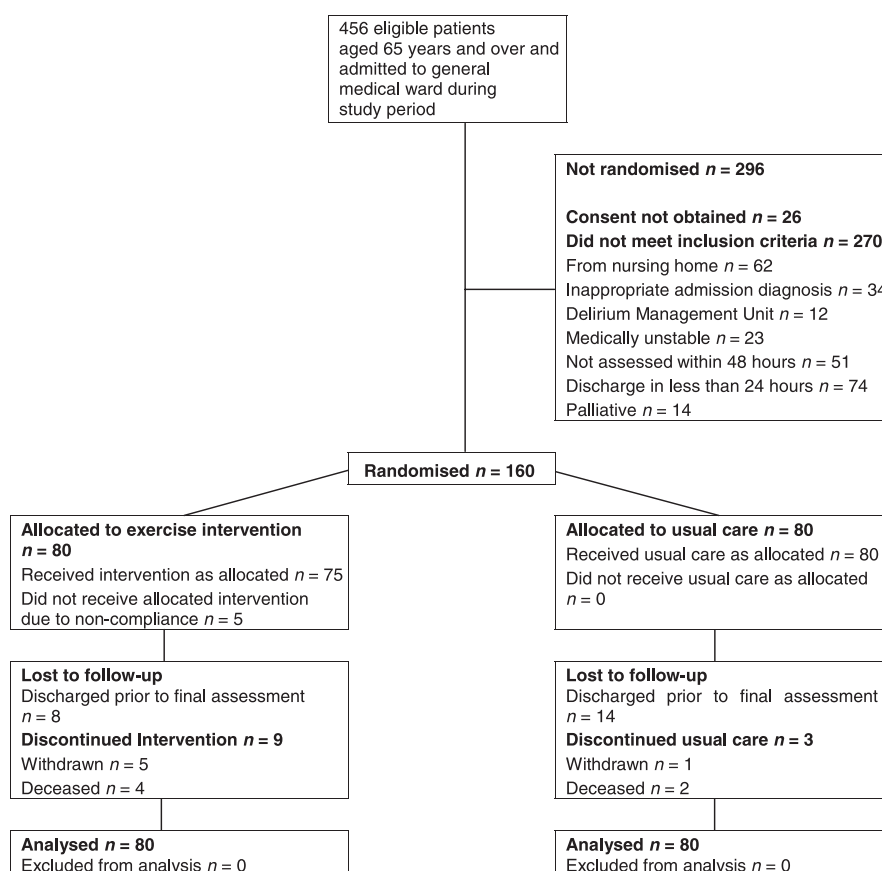 456 eligible patients
aged 65 years and over and
admitted to general
medical ward during
study period
Not randomised n = 296
Consent not obtained n = 26
Did not meet inclusion criteria n = 270
From nursing home n = 62
Inappropriate admission diagnosis n = 34
Delirium Management Unit n = 12
Medically unstable n = 23
Not assessed within 48 hours n = 51
Discharge in less than 24 hours n = 74
Palliative n = 14
Randomised n = 160
Allocated to exercise intervention
n = 80
Received intervention as allocated n = 75
Did not receive allocated intervention
due to non-compliance n = 5
Allocated to usual care n = 80
Received usual care as allocated n = 80
Did not receive usual care as allocated
n = 0
Lost to follow-up
Discharged prior to final assessment
n = 8
Discontinued Intervention n = 9
Withdrawn n = 5
Deceased n = 4
Lost to follow-up
Discharged prior to final assessment
n = 14
Discontinued usual care n = 3
Withdrawn n = 1
Deceased n = 2
Analysed n = 80
Excluded from analysis n = 0
Analysed n = 80
Excluded from analysis n = 0